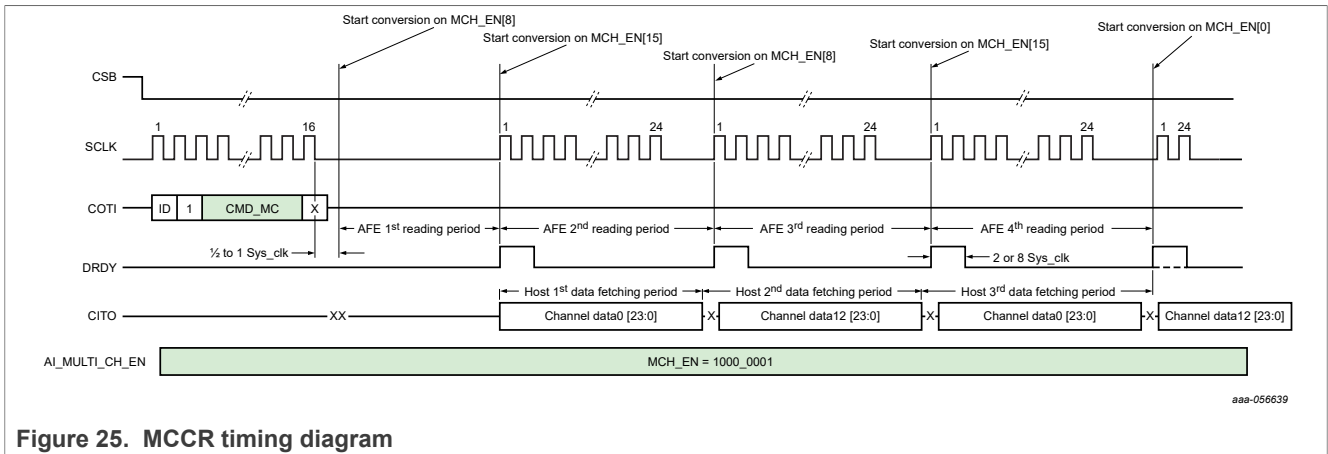 Start conversion on MCH_EN[8]
Start conversion on MCH_EN[15]
Start conversion on MCH_EN[8]
Start conversion on MCH_EN[15]
Start conversion on MCH_EN[0]
CSB
1 16 1 24 1 24 1 24 1 24
SCLK
COTI ID 1 CMD_MC X
AFE 1st reading period AFE 2nd reading period AFE 3rd reading period AFE 4th reading period
½ to 1 Sys_clk 2 or 8 Sys_clk
DRDY
Host 1st data fetching period Host 2nd data fetching period Host 3rd data fetching period
CITO XX Channel data0 [23:0] X Channel data12 [23:0] X Channel data0 [23:0] X Channel data12 [23:0]
AI_MULTI_CH_EN MCH_EN = 1000_0001
aaa-056639
Figure 25. MCCR timing diagram